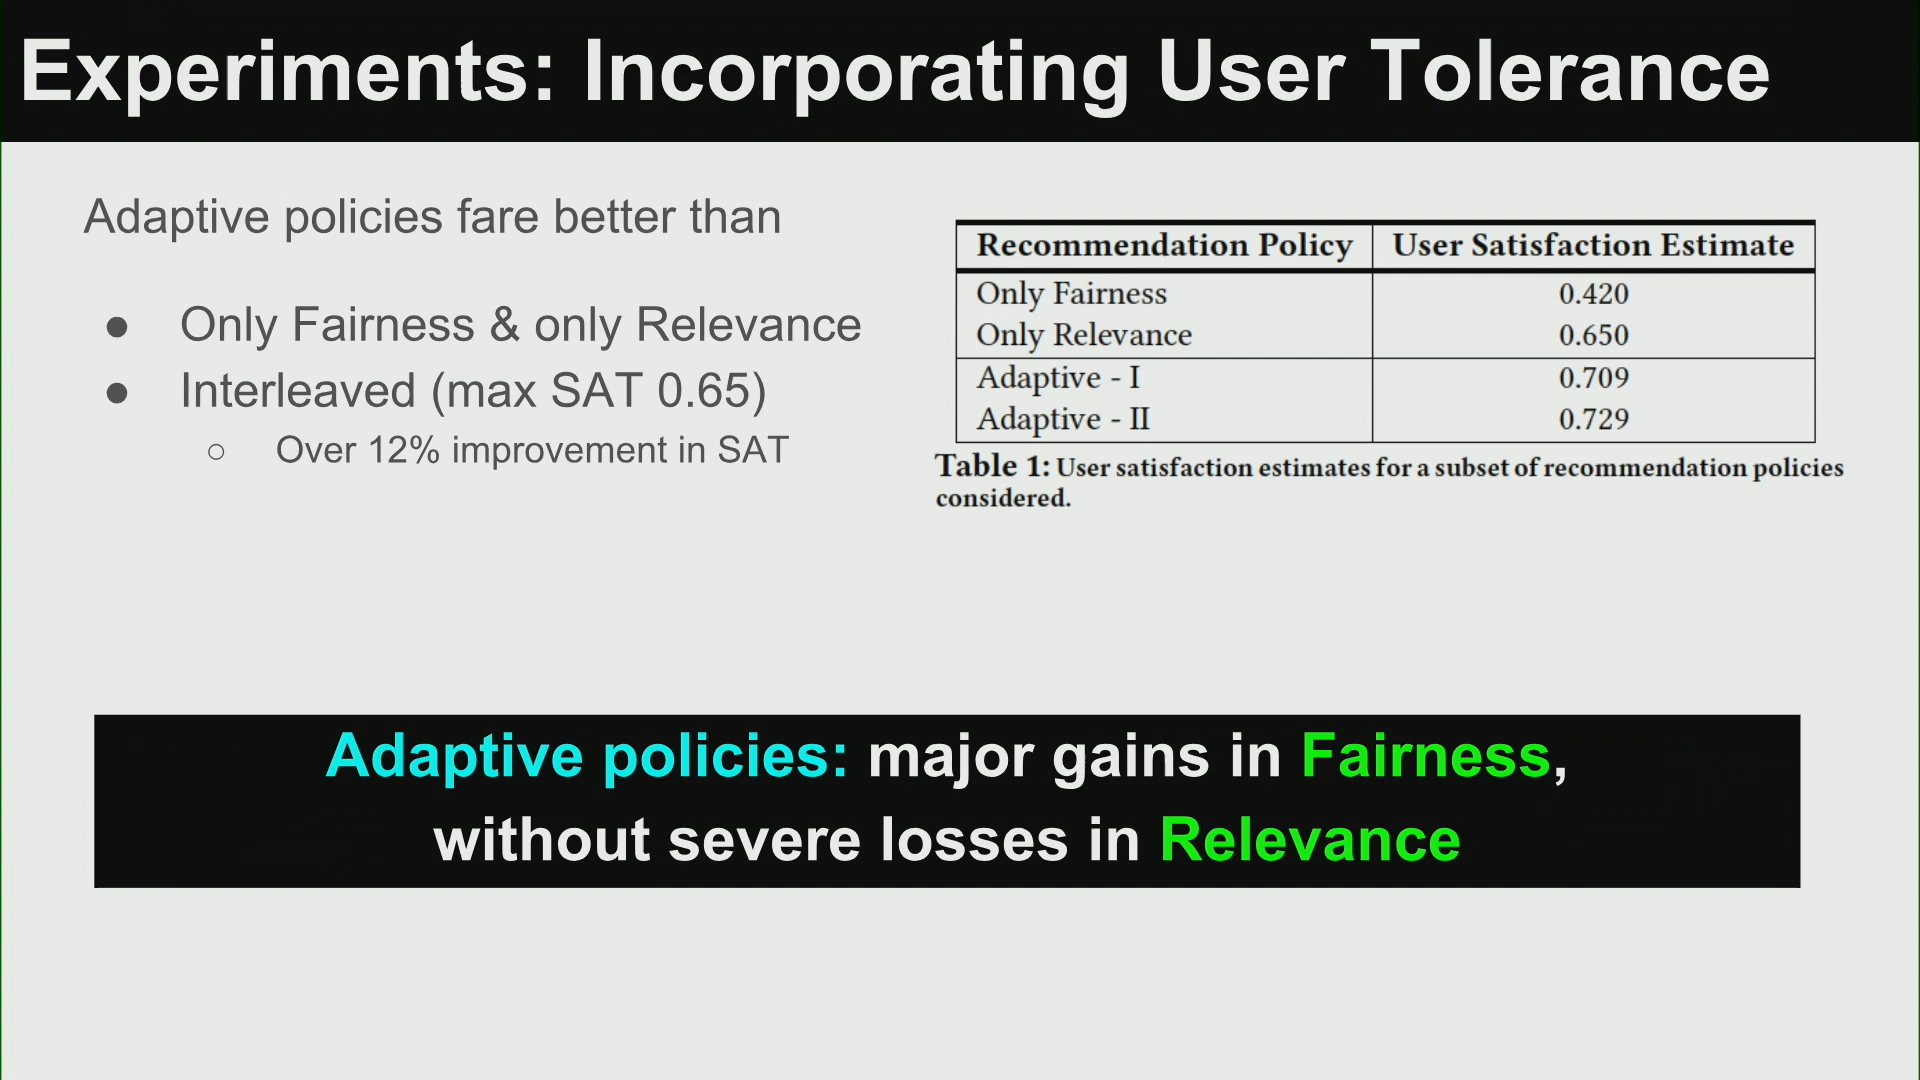 Experiments: Incorporating User Tolerance
Adaptive policies fare better than
● Only Fairness & only Relevance
● Interleaved (max SAT 0.65)
○ Over 12% improvement in SAT
Recommendation Policy User Satisfaction Estimate
Only Fairness 0.420
Only Relevance 0.650
Adaptive - I 0.709
Adaptive - II 0.729
Table 1: User satisfaction estimates for a subset of recommendation policies
considered.
Adaptive policies: major gains in Fairness,
without severe losses in Relevance